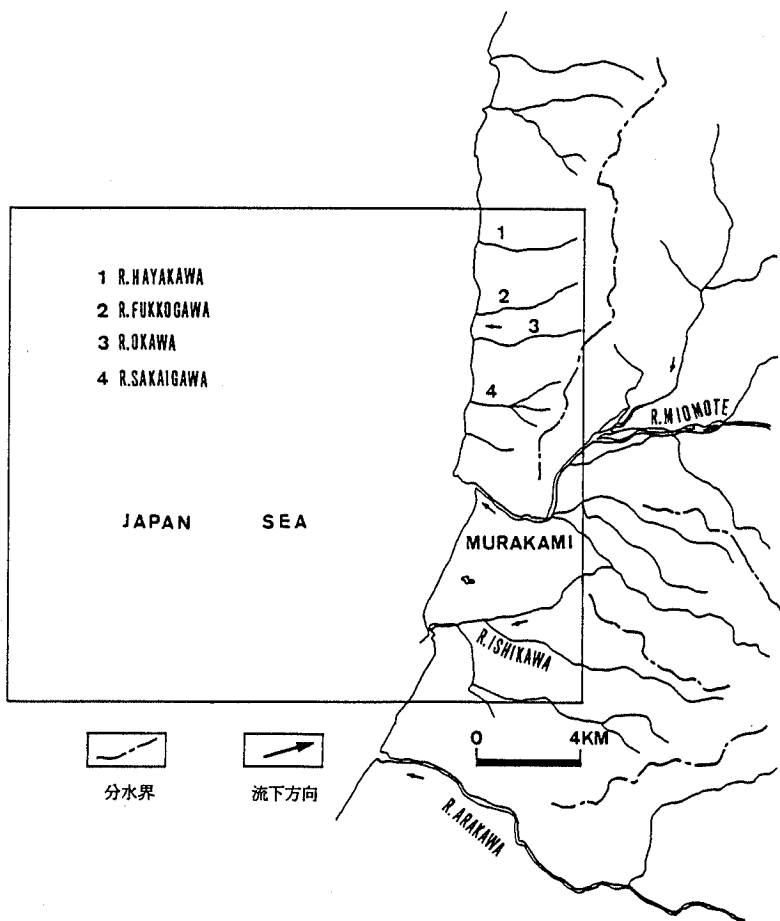 1
1 R.HAYAKAWA
2
2 R.FUKKOGAWA
3
3 R.OKAWA
4 R.SAKAIGAWA
4
R.MIOMOTE
JAPAN SEA
MURAKAMI
R.ISHIKAWA
0 4KM
分水界
流下方向
R.ARAKAWA